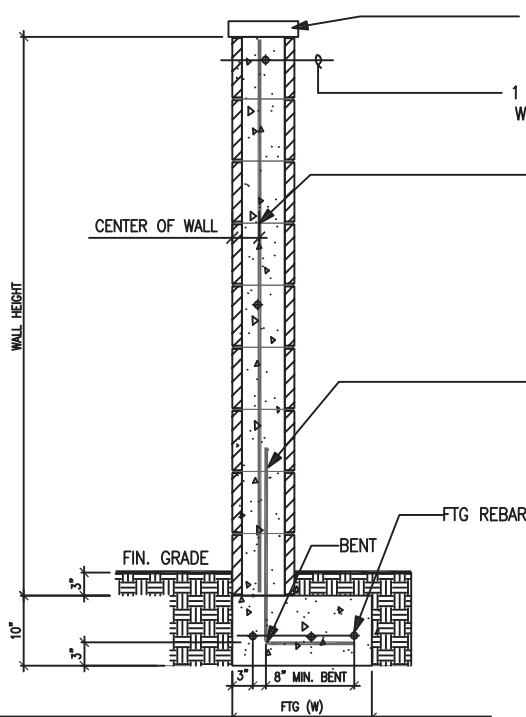 1
W
CENTER OF WALL
WALL HEIGHT
FTG REBAR
BENT
FIN. GRADE
3"
10"
3"
3"
8" MIN. BENT
FTG (W)